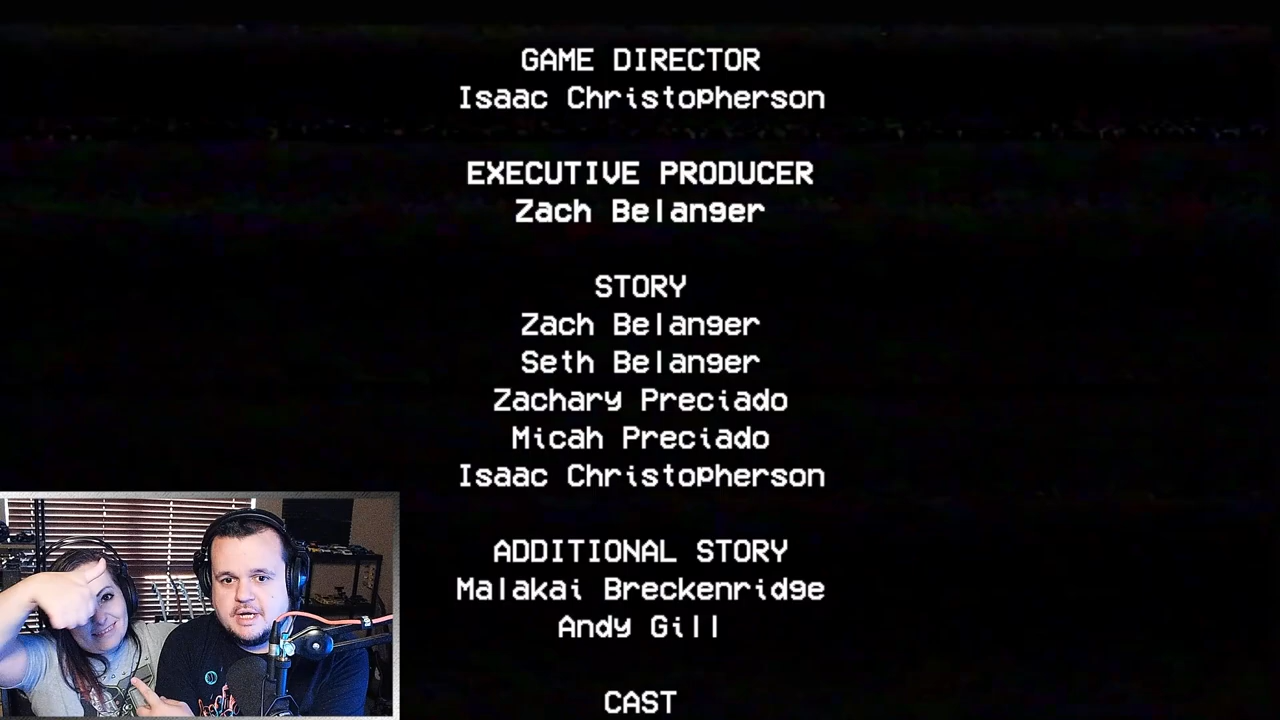 GAME DIRECTOR
Isaac Christopherson
EXECUTIVE PRODUCER
Zach Belanger
STORY
Zach Belanger
Seth Belanger
Zachary Preciado
Micah Preciado
Isaac Christopherson
ADDITIONAL STORY
Malakai Breckenridge
Andy Gill
CAST